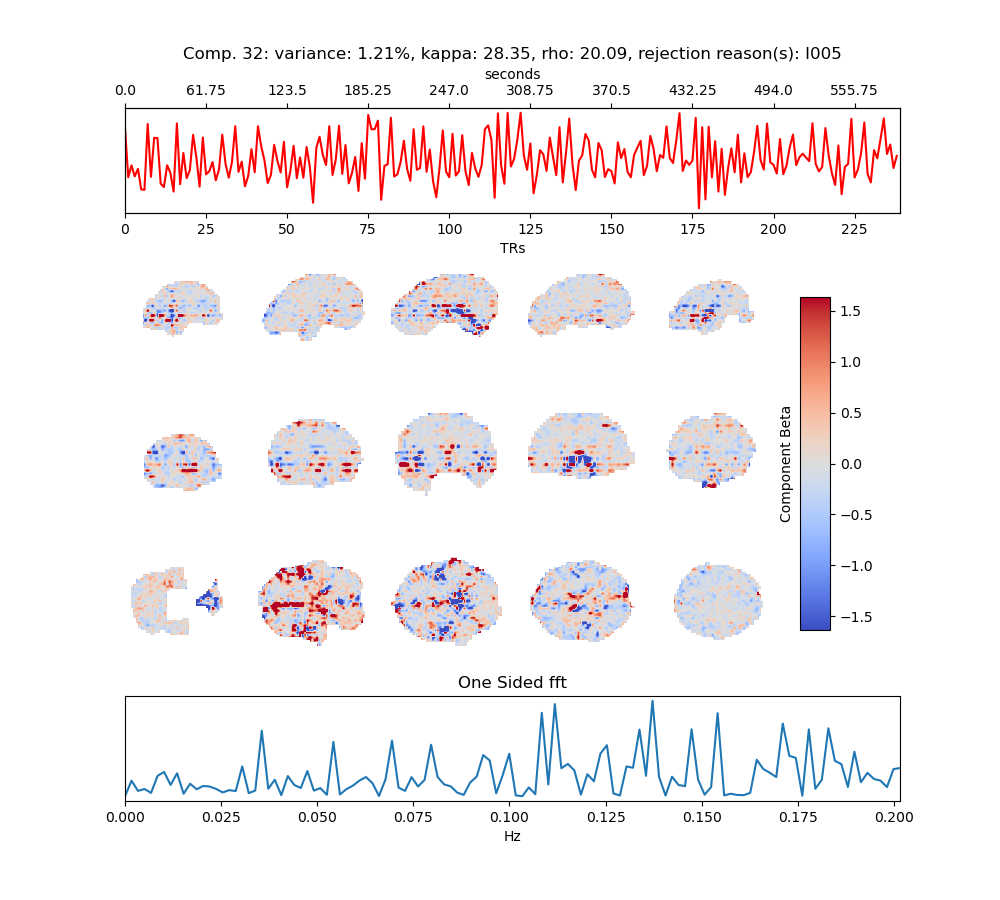 Comp. 32: variance: 1.21%, kappa: 28.35, rho: 20.09, rejection reason(s): I005
seconds
0.0 61.75 123.5 185.25 247.0 308.75 370.5 432.25 494.0 555.75
0 25 50 75 100 125 150 175 200 225
TRs
1.5
1.0
0.5
0.0
−0.5
−1.0
−1.5
Component Beta
One Sided fft
0.000 0.025 0.050 0.075 0.100 0.125 0.150 0.175 0.200
Hz